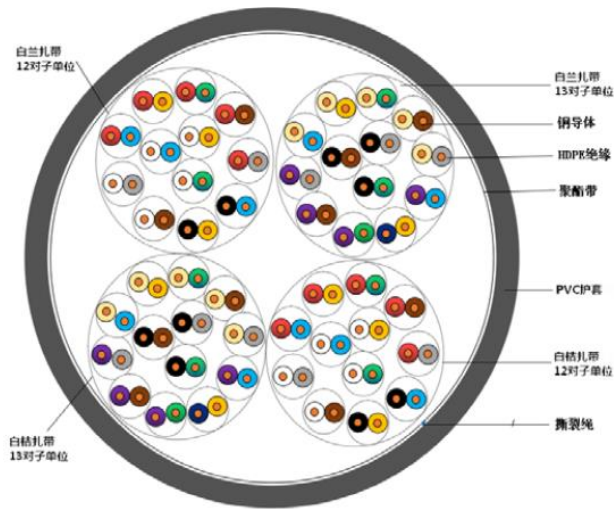 白兰扎带
12对子单位
白兰扎带
13对子单位
铜导体
HDPE绝缘
聚酯带
PVC护套
白桔扎带
12对子单位
撕裂绳
白桔扎带
13对子单位